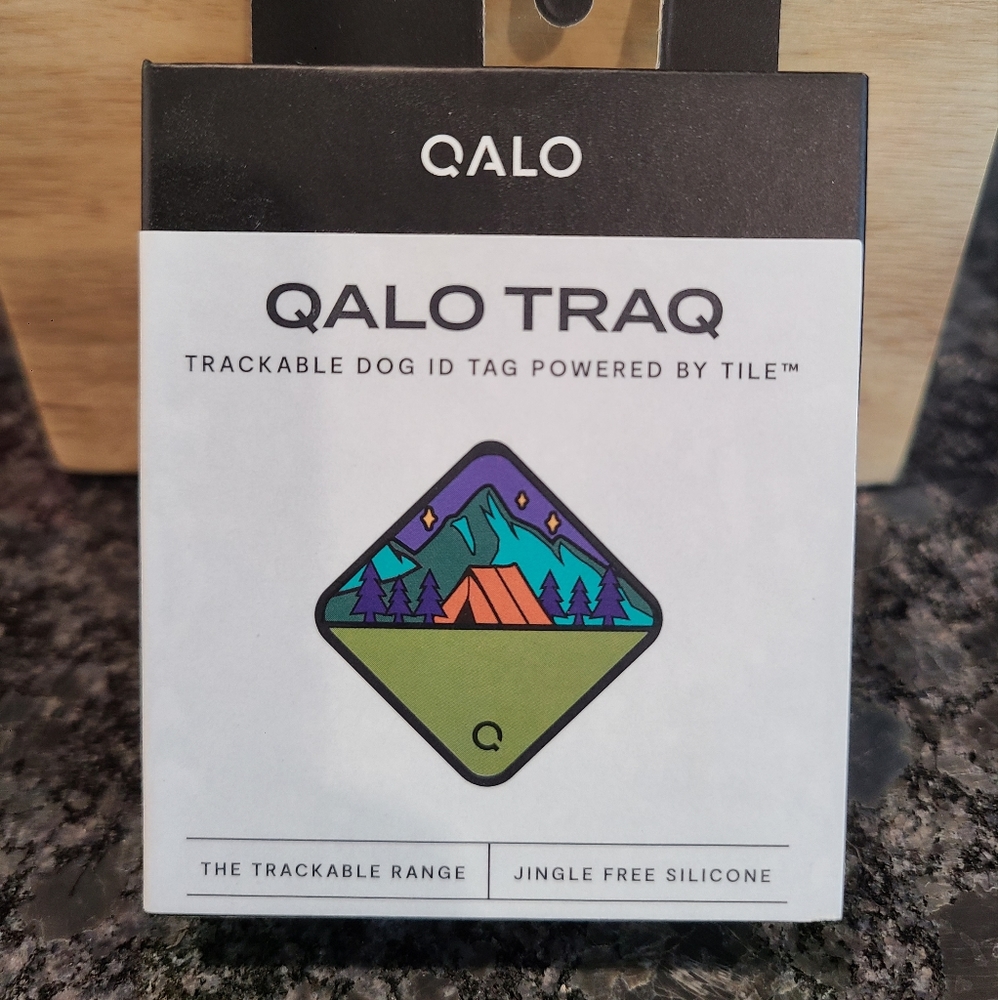 QALO
QALO TRAQ
TRACKABLE DOG ID TAG POWERED BY TILE™
Q
THE TRACKABLE RANGE
JINGLE FREE SILICONE